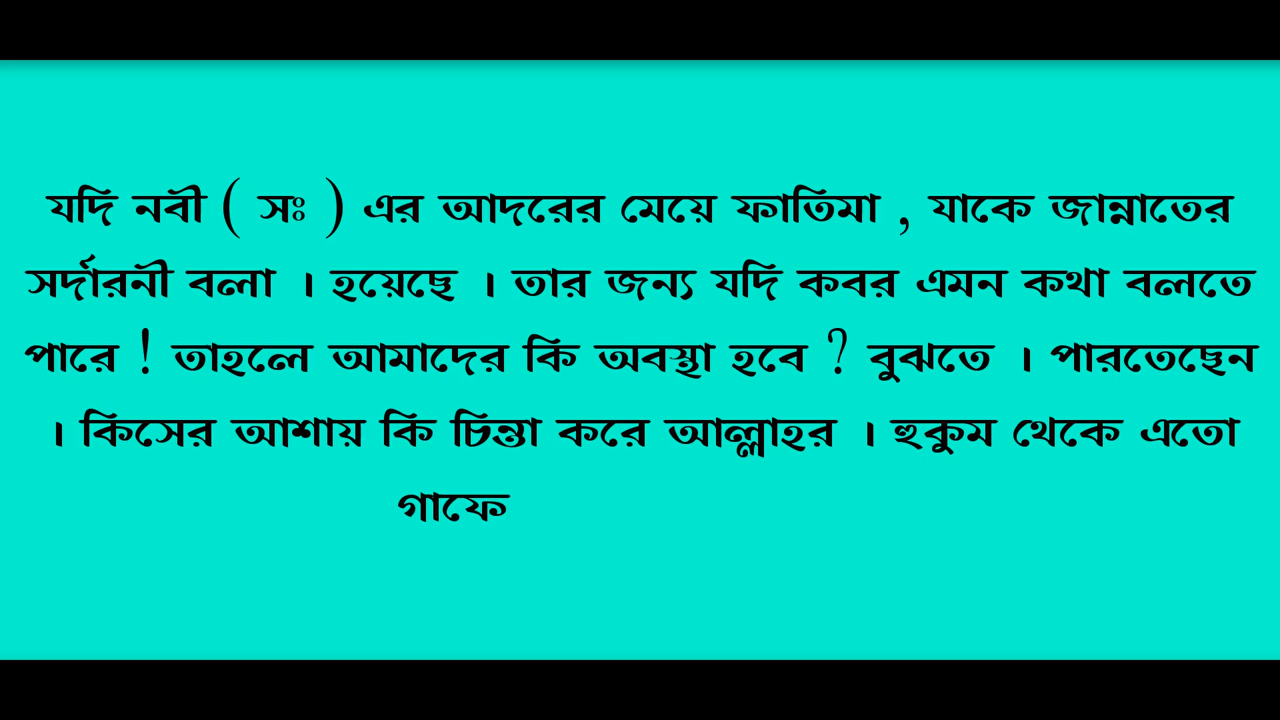 যদি নবী ( সঃ ) এর আদরের মেয়ে ফাতিমা , যাকে জান্নাতের
সর্দারনী বলা । হয়েছে । তার জন্য যদি কবর এমন কথা বলতে
পারে ! তাহলে আমাদের কি অবস্থা হবে ? বুঝতে । পারতেছেন
। কিসের আশায় কি চিন্তা করে আল্লাহর । হুকুম থেকে এতো
গাফে